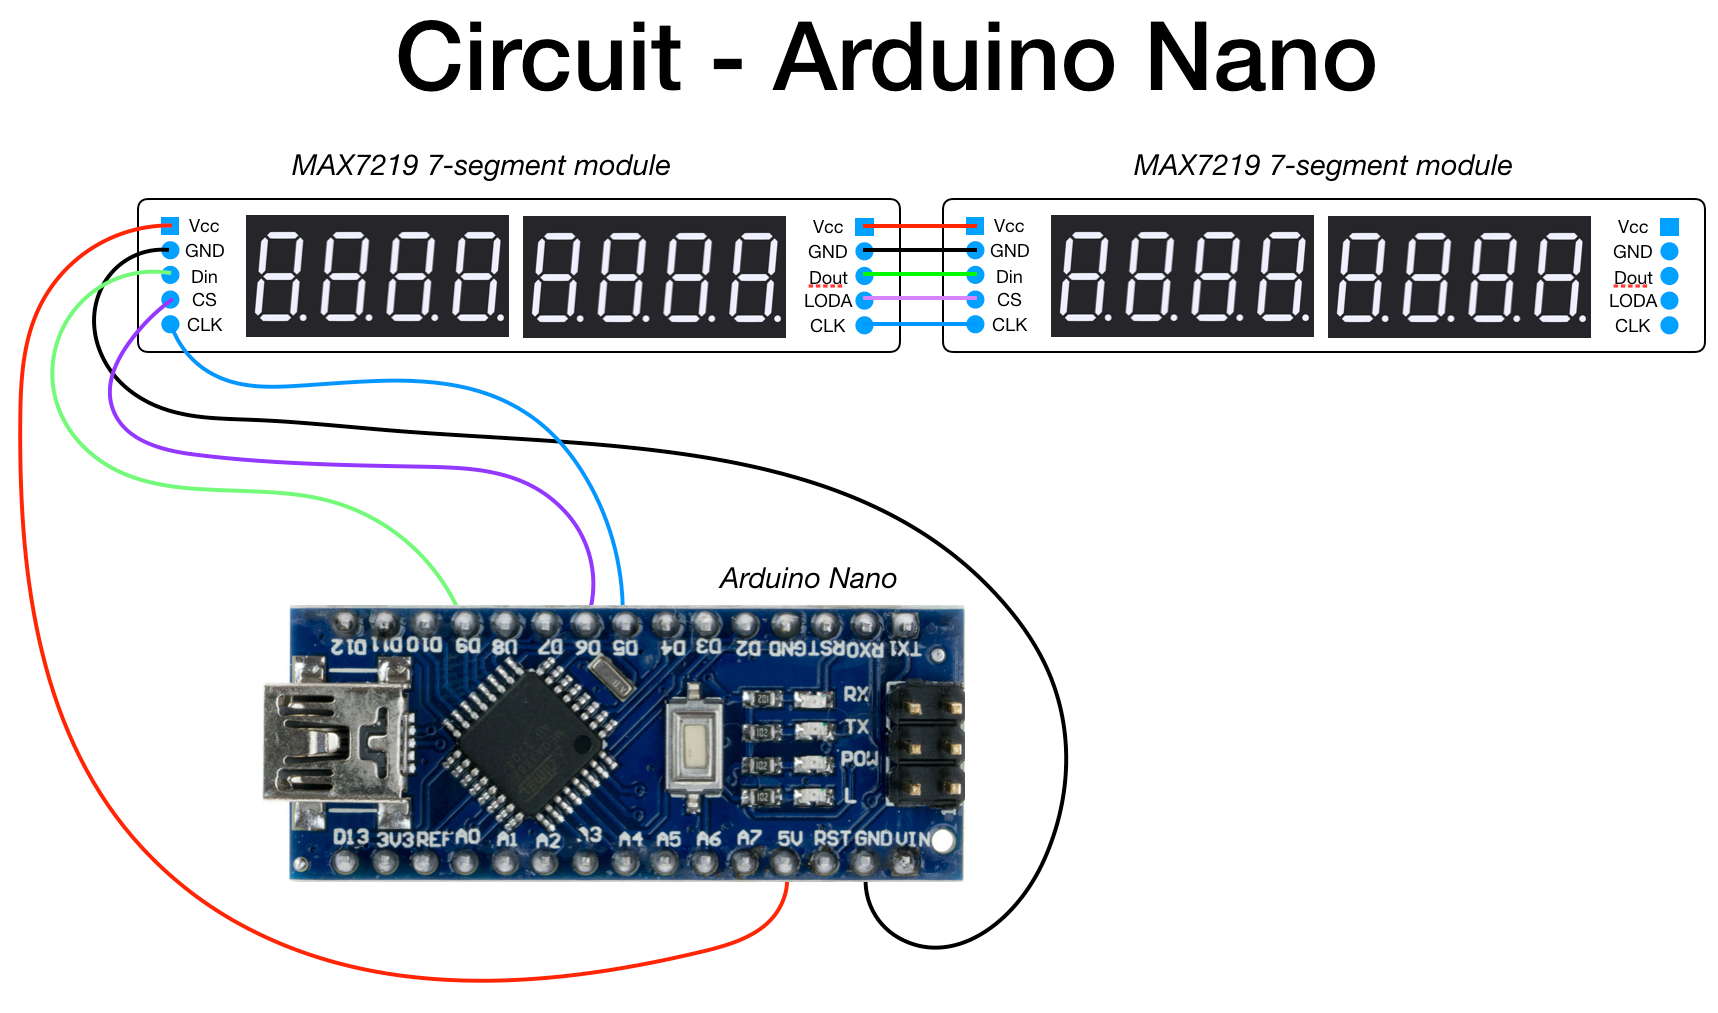 Circuit - Arduino Nano
MAX7219 7-segment module
MAX7219 7-segment module
Vcc
GND
Din
CS
CLK
Vcc
GND
Dout
LODA
CLK
Vcc
GND
Din
CS
CLK
Vcc
GND
Dout
LODA
CLK
Arduino Nano
D12 D11 D10 D9 D8 D7 D6 D5 D4 D3 D2 GND RST RX0 TX1
RX
TX
POW
L
D13 3V3 REF A0 A1 A2 A3 A4 A5 A6 A7 5V RST GND VIN